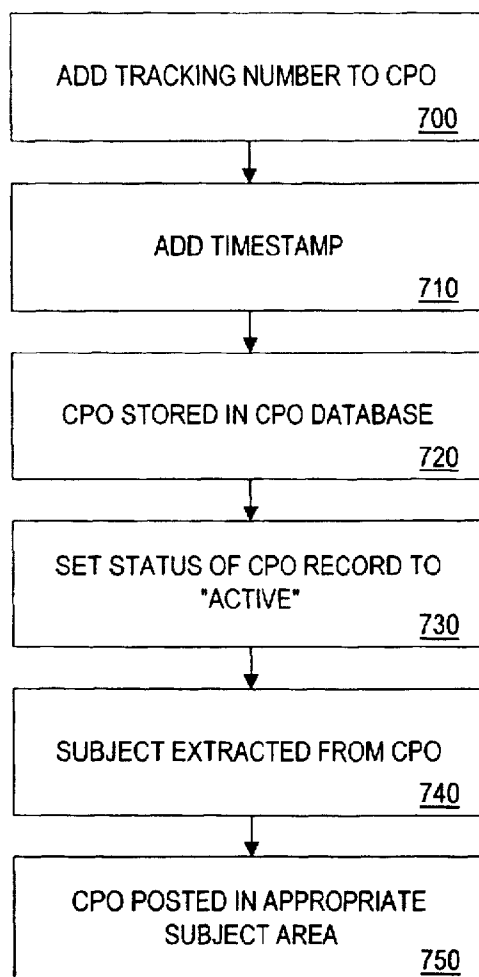 ADD TRACKING NUMBER TO CPO
700
ADD TIMESTAMP
710
CPO STORED IN CPO DATABASE
720
SET STATUS OF CPO RECORD TO
"ACTIVE"
730
SUBJECT EXTRACTED FROM CPO
740
CPO POSTED IN APPROPRIATE
SUBJECT AREA
750